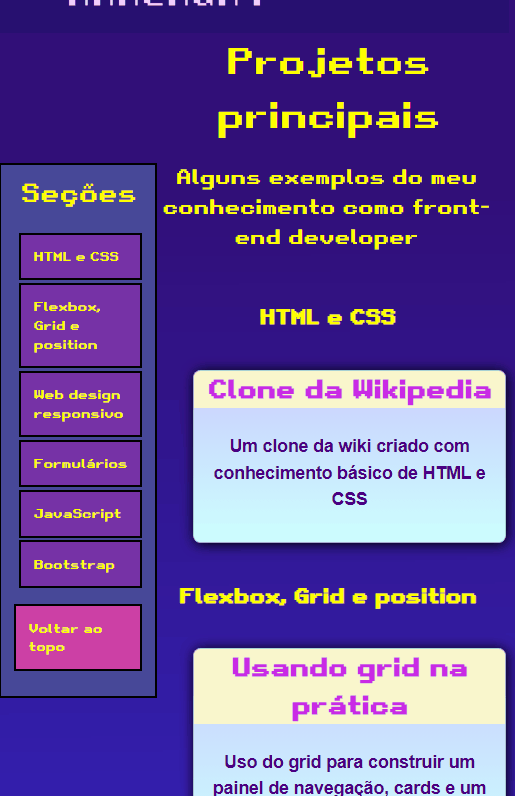 Projetos
principais
Alguns exemplos do meu
conhecimento como front-
end developer
Seções
HTML e CSS
Flexbox,
Grid e
position
Web design
responsivo
Formulários
JavaScript
Bootstrap
Voltar ao
topo
HTML e CSS
Clone da Wikipedia
Um clone da wiki criado com
conhecimento básico de HTML e
CSS
Flexbox, Grid e position
Usando grid na
prática
Uso do grid para construir um
painel de navegação, cards e um